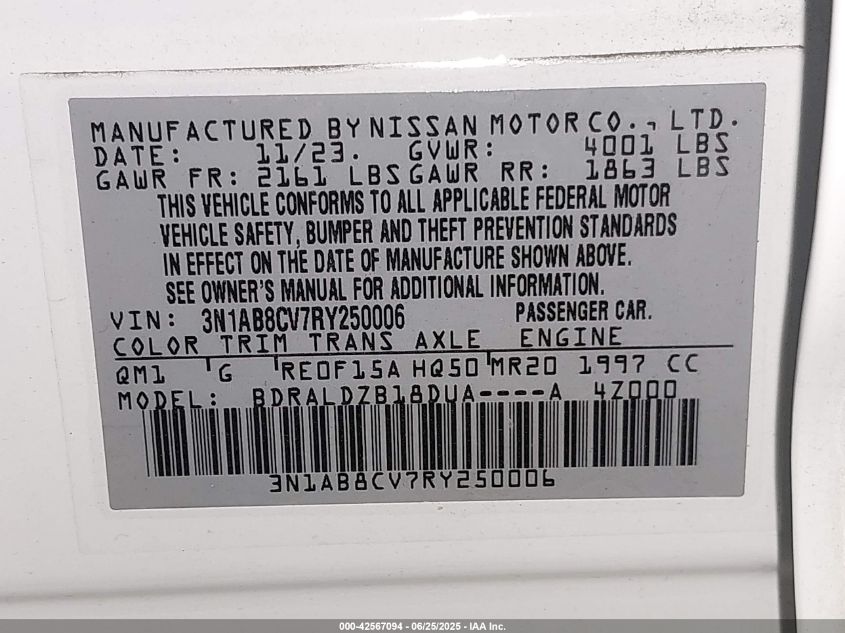 MANUFACTURED BY NISSAN MOTOR CO., LTD.
DATE: 11/23. GVWR: 4001 LBS
GAWR FR: 2161 LBS GAWR RR: 1863 LBS
THIS VEHICLE CONFORMS TO ALL APPLICABLE FEDERAL MOTOR
VEHICLE SAFETY, BUMPER AND THEFT PREVENTION STANDARDS
IN EFFECT ON THE DATE OF MANUFACTURE SHOWN ABOVE.
SEE OWNER'S MANUAL FOR ADDITIONAL INFORMATION.
VIN: 3N1AB8CV7RY250006 PASSENGER CAR.
COLOR TRIM TRANS AXLE ENGINE
QM1 G RE0F15A HQ50 MR20 1997 CC
MODEL: BDRALDZB18DUA----A 4Z000
3N1AB8CV7RY250006
000-42567094 - 06/25/2025 - IAA Inc.